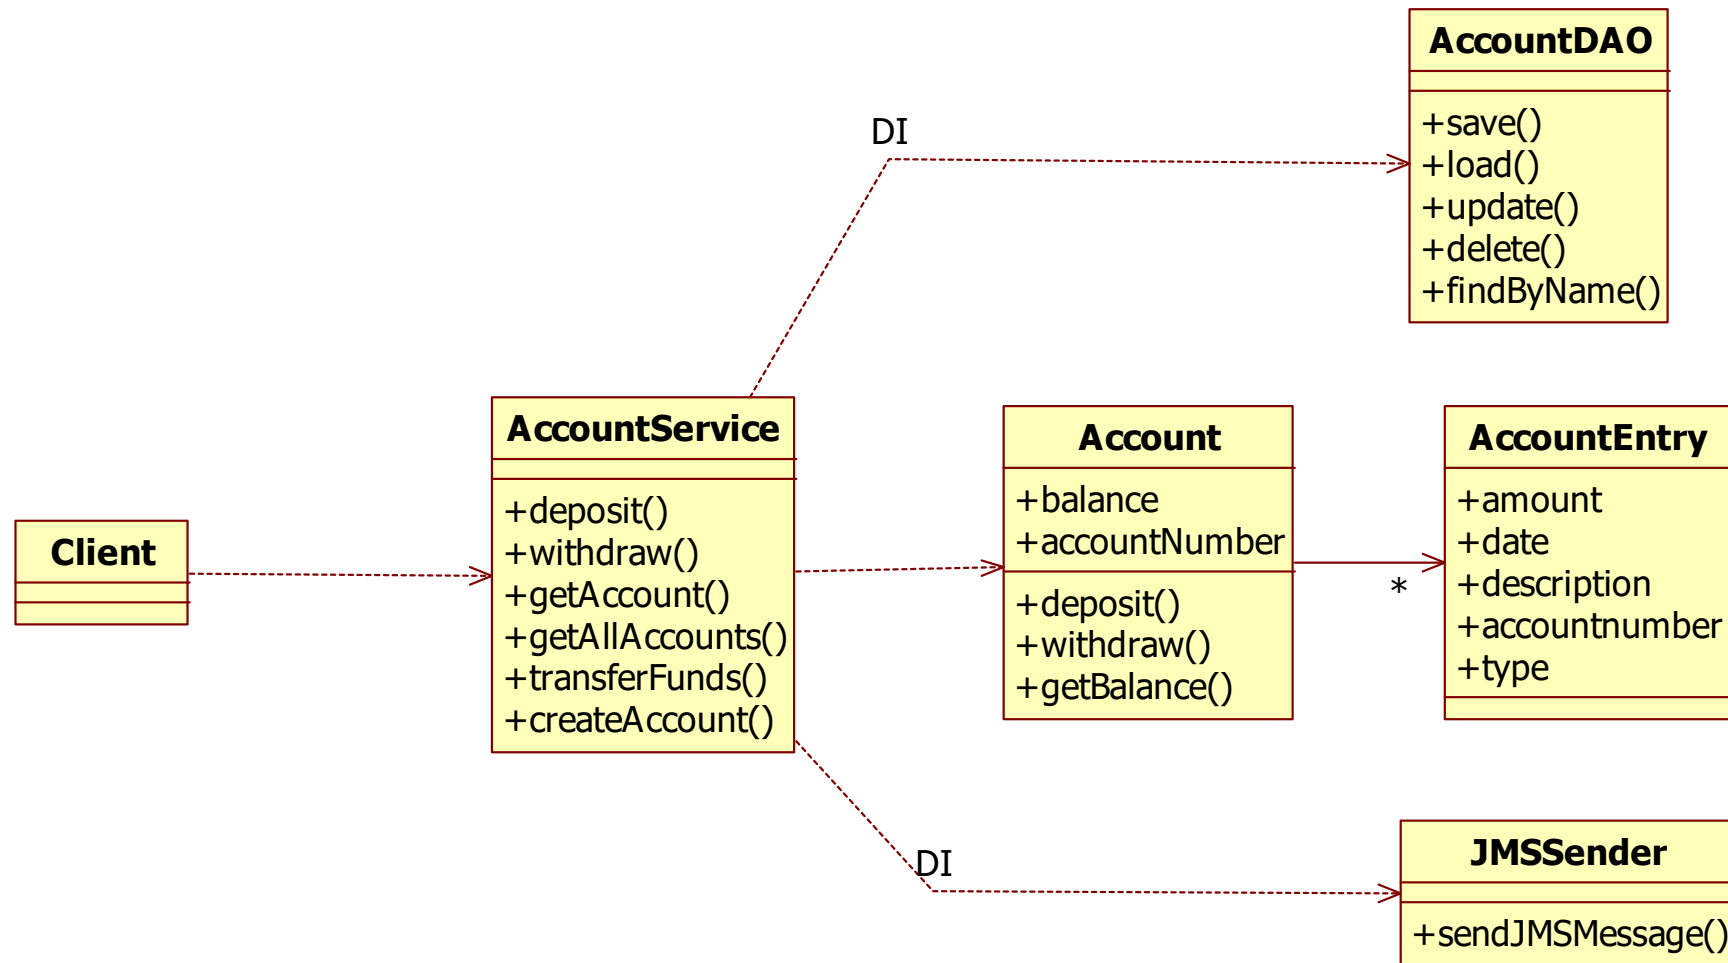 AccountDAO
+save()
+load()
+update()
+delete()
+findByName()
DI
AccountService
+deposit()
+withdraw()
+getAccount()
+getAllAccounts()
+transferFunds()
+createAccount()
Account
+balance
+accountNumber
+deposit()
+withdraw()
+getBalance()
*
AccountEntry
+amount
+date
+description
+accountnumber
+type
Client
DI
JMSSender
+sendJMSMessage()